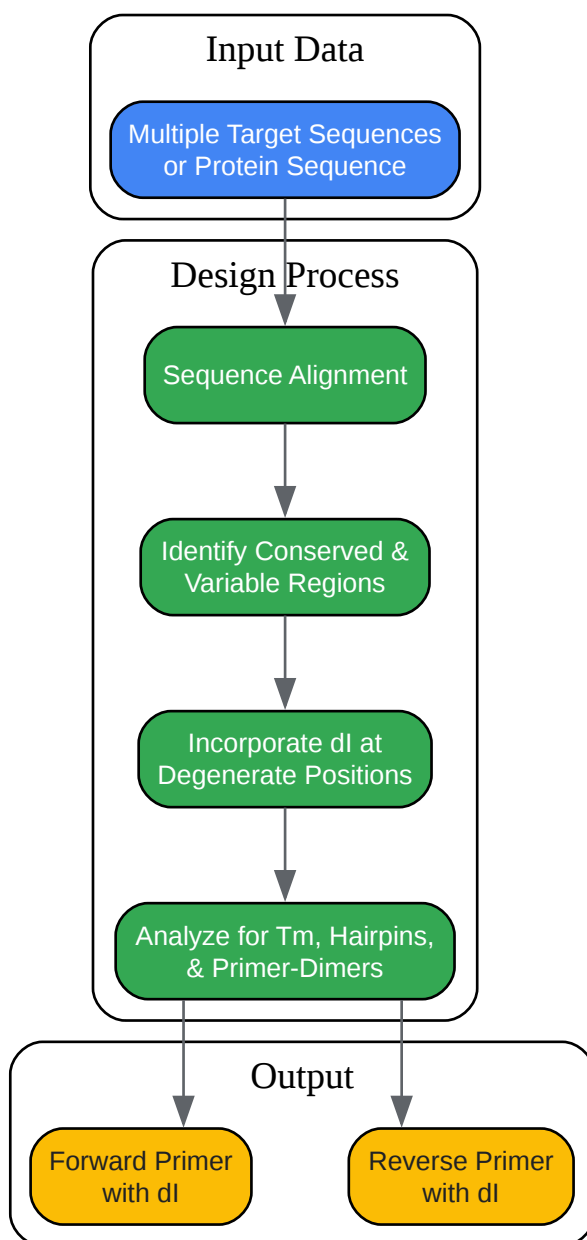 Input Data
Multiple Target Sequences
or Protein Sequence
Design Process
Sequence Alignment
Identify Conserved &
Variable Regions
Incorporate dI at
Degenerate Positions
Analyze for Tm, Hairpins,
& Primer-Dimers
Output
Forward Primer
with dI
Reverse Primer
with dI